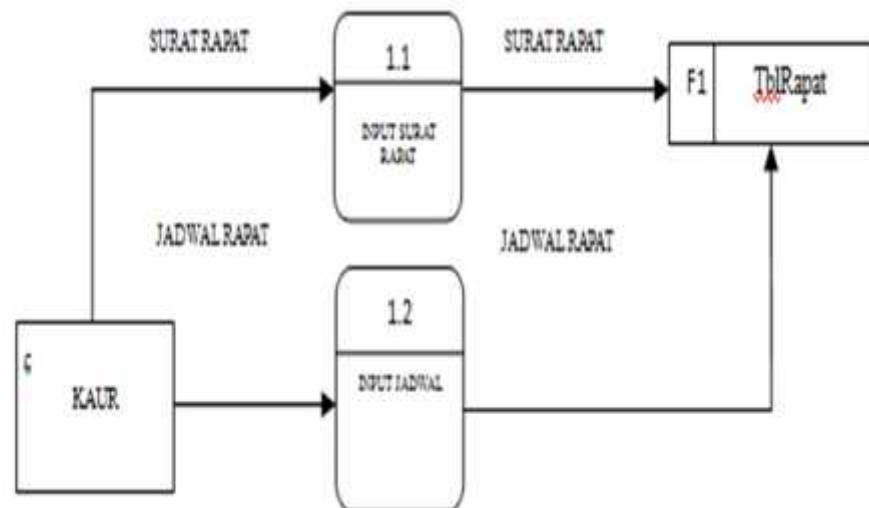 SURAT RAPAT
1.1
SURAT RAPAT
F1
TblRapat
INPUT SURAT
RAPAT
JADWAL RAPAT
JADWAL RAPAT
1.2
KAUR
INPUT JADWAL